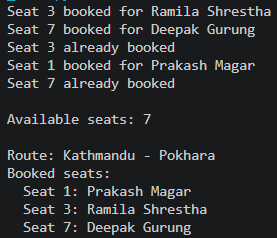 Seat 3 booked for Ramila Shrestha
Seat 7 booked for Deepak Gurung
Seat 3 already booked
Seat 1 booked for Prakash Magar
Seat 7 already booked

Available seats: 7

Route: Kathmandu - Pokhara
Booked seats:
  Seat 1: Prakash Magar
  Seat 3: Ramila Shrestha
  Seat 7: Deepak Gurung